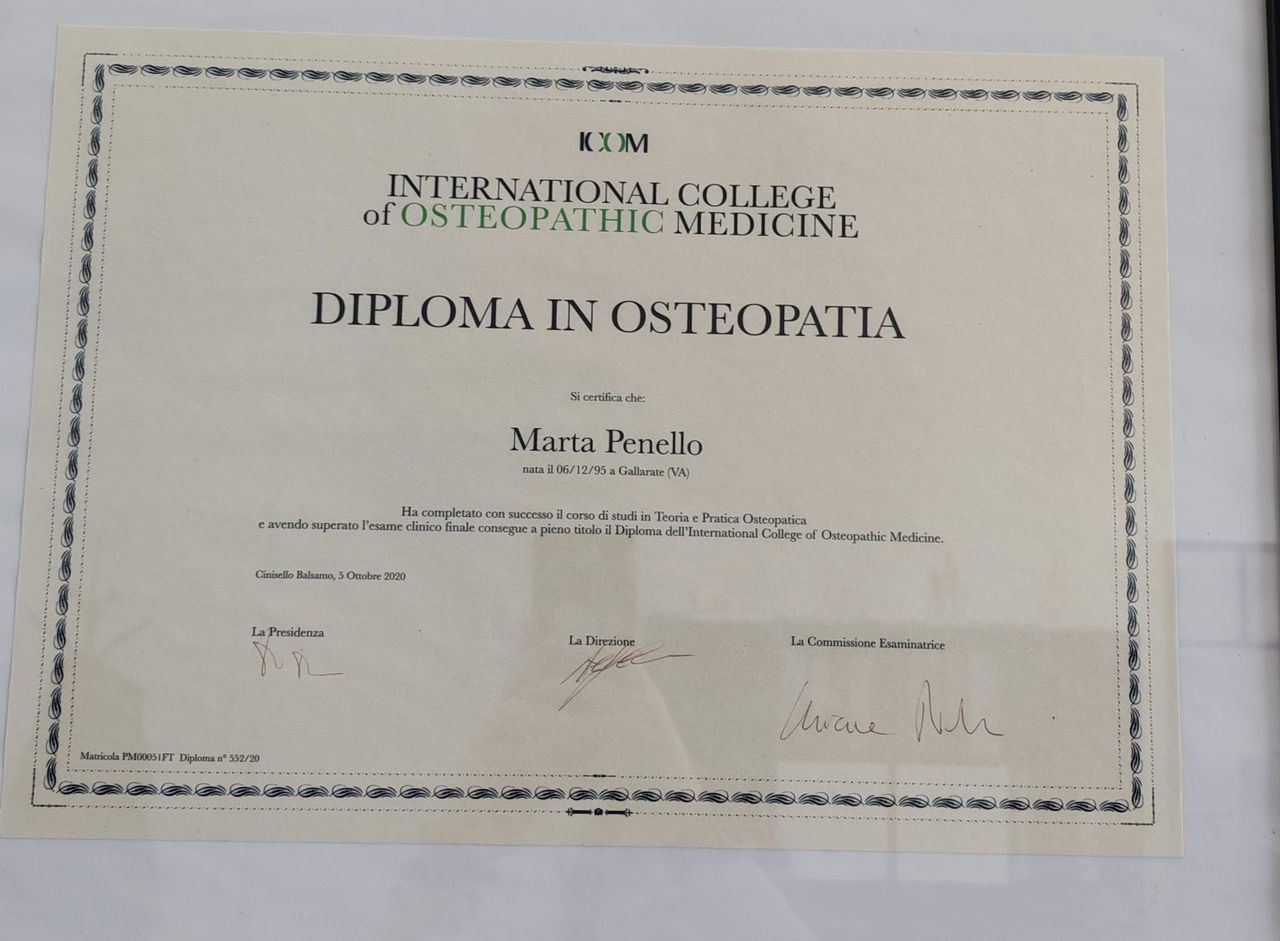 ICOM
INTERNATIONAL COLLEGE
of OSTEOPATHIC MEDICINE
DIPLOMA IN OSTEOPATIA
Si certifica che:
Marta Penello
nata il 06/12/95 a Gallarate (VA)
Ha completato con successo il corso di studi in Teoria e Pratica Osteopatica
e avendo superato l'esame clinico finale consegue a pieno titolo il Diploma dell'International College of Osteopathic Medicine.
Cinisello Balsamo, 5 Ottobre 2020
La Presidenza
La Direzione
La Commissione Esaminatrice
Matricola PM00051FT Diploma n° 552/20